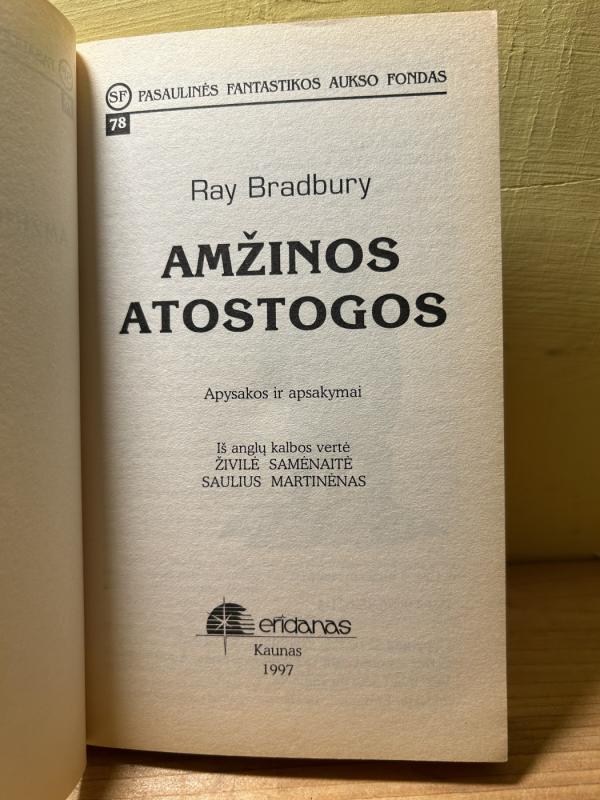 SF PASAULINĖS FANTASTIKOS AUKSO FONDAS
78
Ray Bradbury
AMŽINOS
ATOSTOGOS
Apysakos ir apsakymai
Iš anglų kalbos vertė
ŽIVILĖ SAMĖNAITĖ
SAULIUS MARTINĖNAS
eridanas
Kaunas
1997